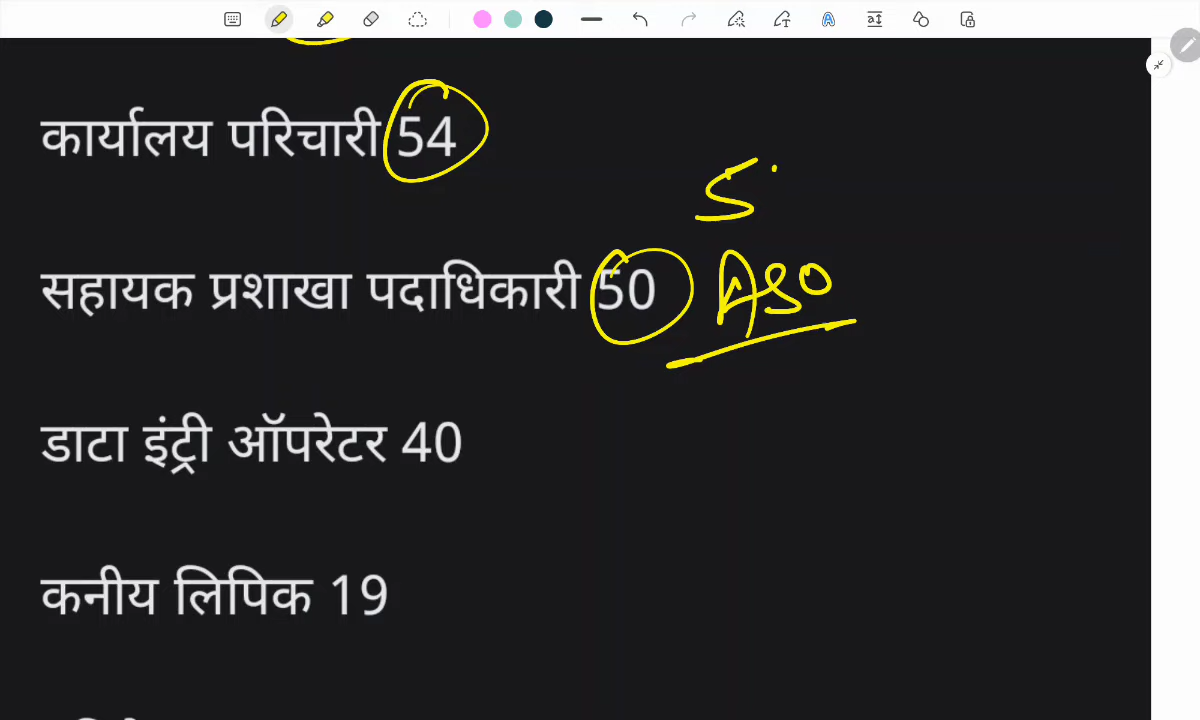 कार्यालय परिचारी 54
S
सहायक प्रशाखा पदाधिकारी 50 ASO
डाटा इंट्री ऑपरेटर 40
कनीय लिपिक 19